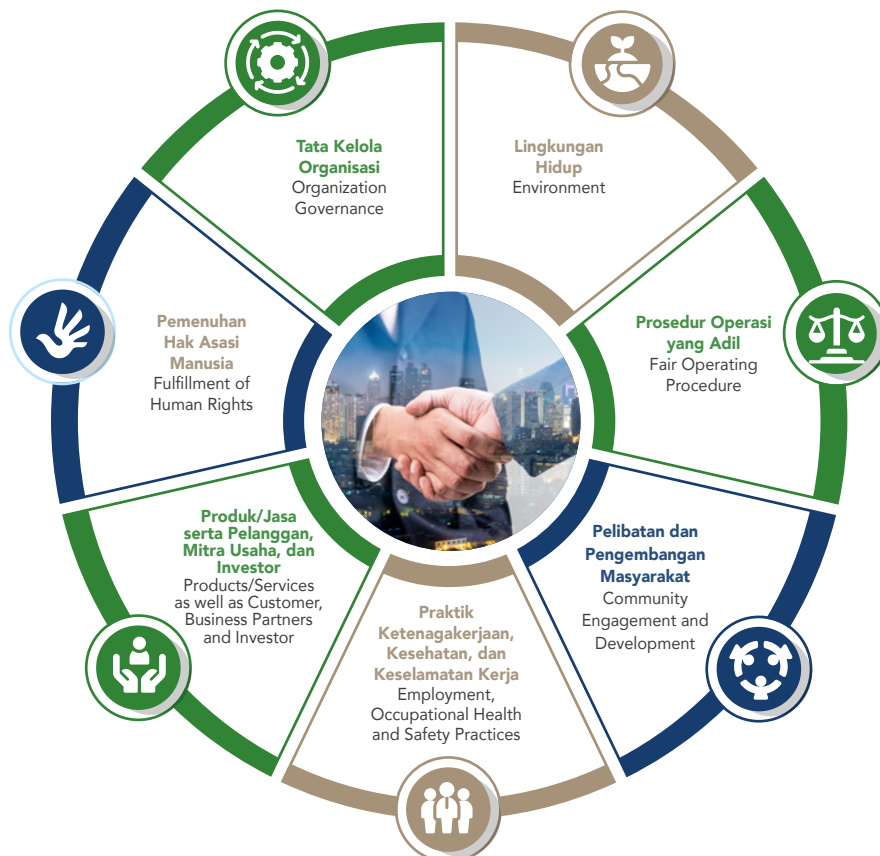 Tata Kelola
Organisasi
Organization
Governance
Lingkungan
Hidup
Environment
Prosedur Operasi
yang Adil
Fair Operating
Procedure
Pelibatan dan
Pengembangan
Masyarakat
Community
Engagement and
Development
Praktik
Ketenagakerjaan,
Kesehatan, dan
Keselamatan Kerja
Employment,
Occupational Health
and Safety Practices
Produk/Jasa
serta Pelanggan,
Mitra Usaha, dan
Investor
Products/Services
as well as Customer,
Business Partners
and Investor
Pemenuhan
Hak Asasi
Manusia
Fulfillment of
Human Rights